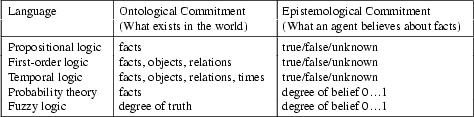 Language Ontological Commitment Epistemological Commitment
(What exists in the world) (What an agent believes about facts)
Propositional logic facts true/false/unknown
First-order logic facts, objects, relations true/false/unknown
Temporal logic facts, objects, relations, times true/false/unknown
Probability theory facts degree of belief 0…1
Fuzzy logic degree of truth degree of belief 0…1